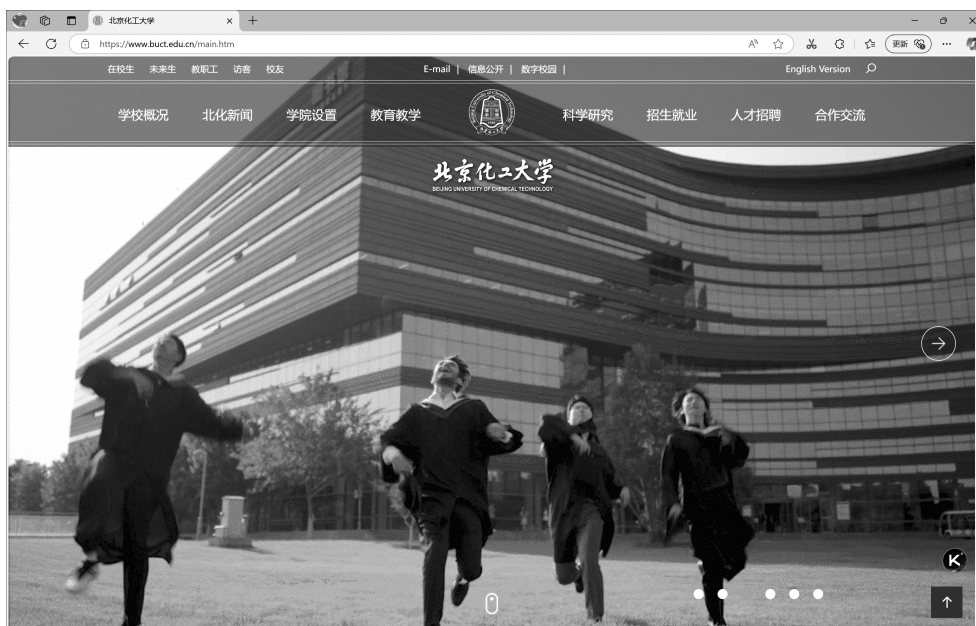 北京化工大学
https://www.buct.edu.cn/main.htm
更新
在校生 未来生 教职工 访客 校友 E-mail | 信息公开 | 数字校园 | English Version
学校概况 北化新闻 学院设置 教育教学 科学研究 招生就业 人才招聘 合作交流
北京化工大学
BEIJING UNIVERSITY OF CHEMICAL TECHNOLOGY
K